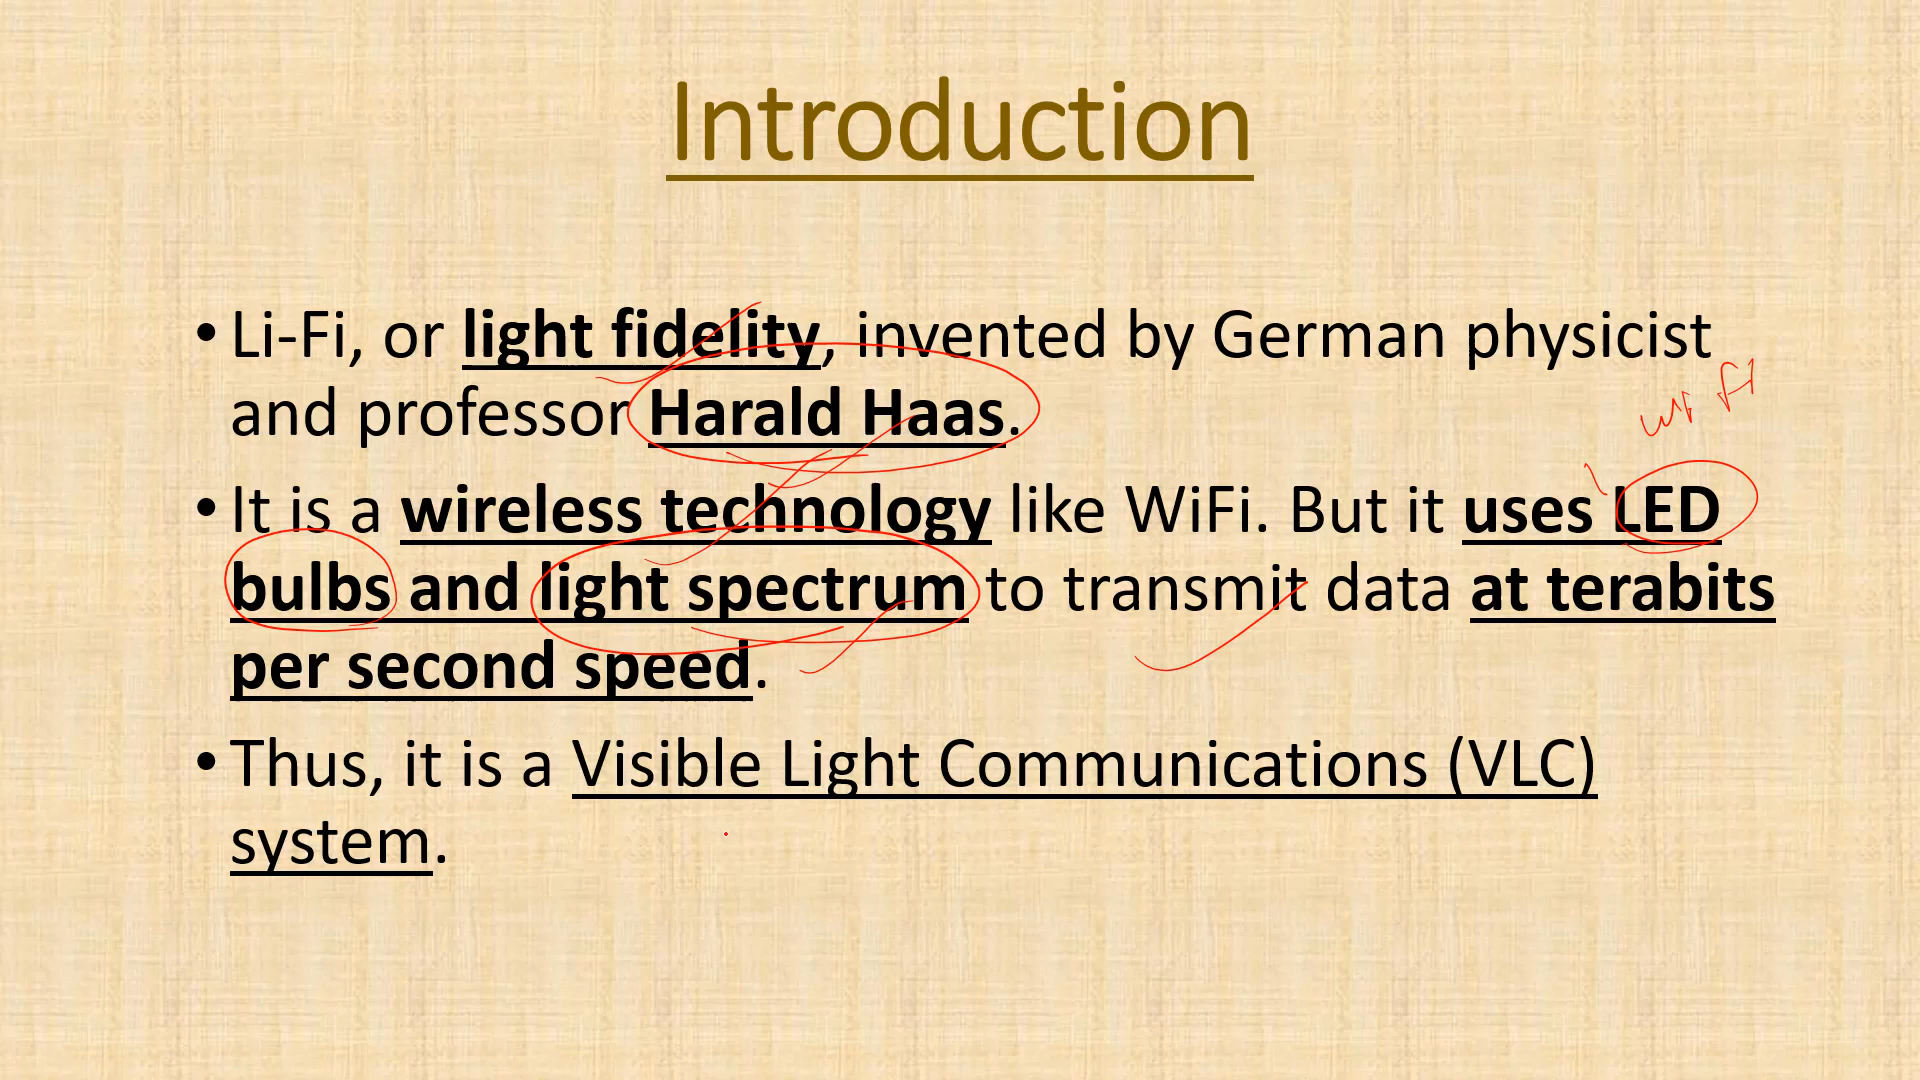 Introduction
• Li-Fi, or light fidelity, invented by German physicist
and professor Harald Haas.
wi Fi
• It is a wireless technology like WiFi. But it uses LED
bulbs and light spectrum to transmit data at terabits
per second speed.
• Thus, it is a Visible Light Communications (VLC)
system.